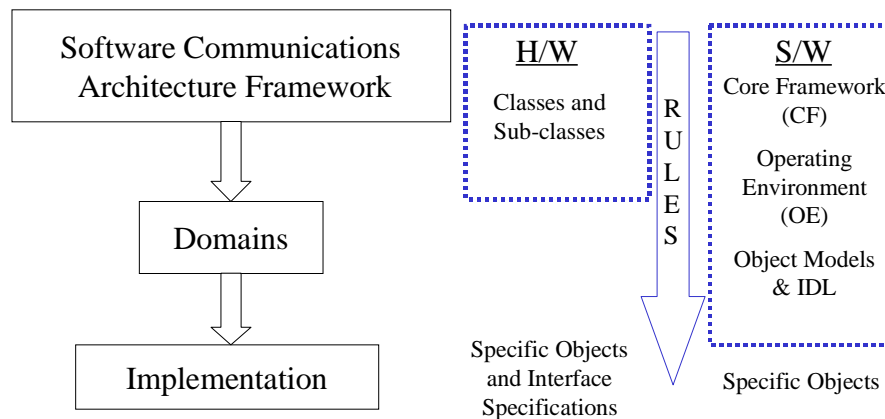 Software Communications
Architecture Framework
Domains
Implementation
H/W
Classes and
Sub-classes
Specific Objects
and Interface
Specifications
RULES
S/W
Core Framework
(CF)
Operating
Environment
(OE)
Object Models
& IDL
Specific Objects